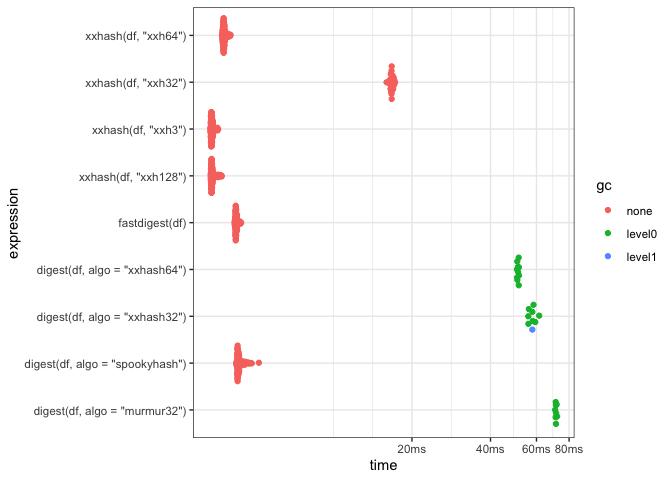 xxhash(df, "xxh64")
xxhash(df, "xxh32")
xxhash(df, "xxh3")
xxhash(df, "xxh128")
fastdigest(df)
digest(df, algo = "xxhash64")
digest(df, algo = "xxhash32")
digest(df, algo = "spookyhash")
digest(df, algo = "murmur32")
expression
20ms 40ms 60ms 80ms
time
gc
none
level0
level1